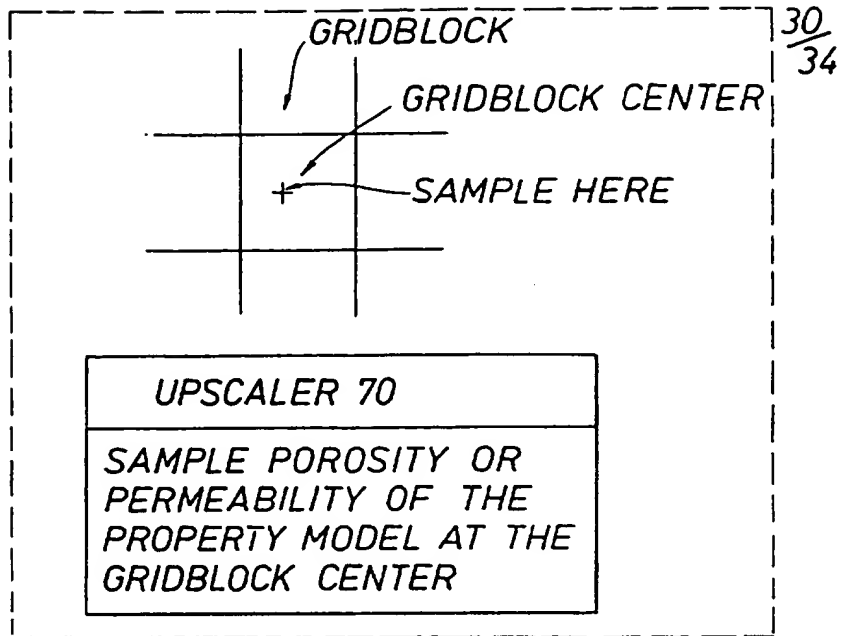 30
34
GRIDBLOCK
GRIDBLOCK CENTER
SAMPLE HERE
UPSCALER 70
SAMPLE POROSITY OR
PERMEABILITY OF THE
PROPERTY MODEL AT THE
GRIDBLOCK CENTER